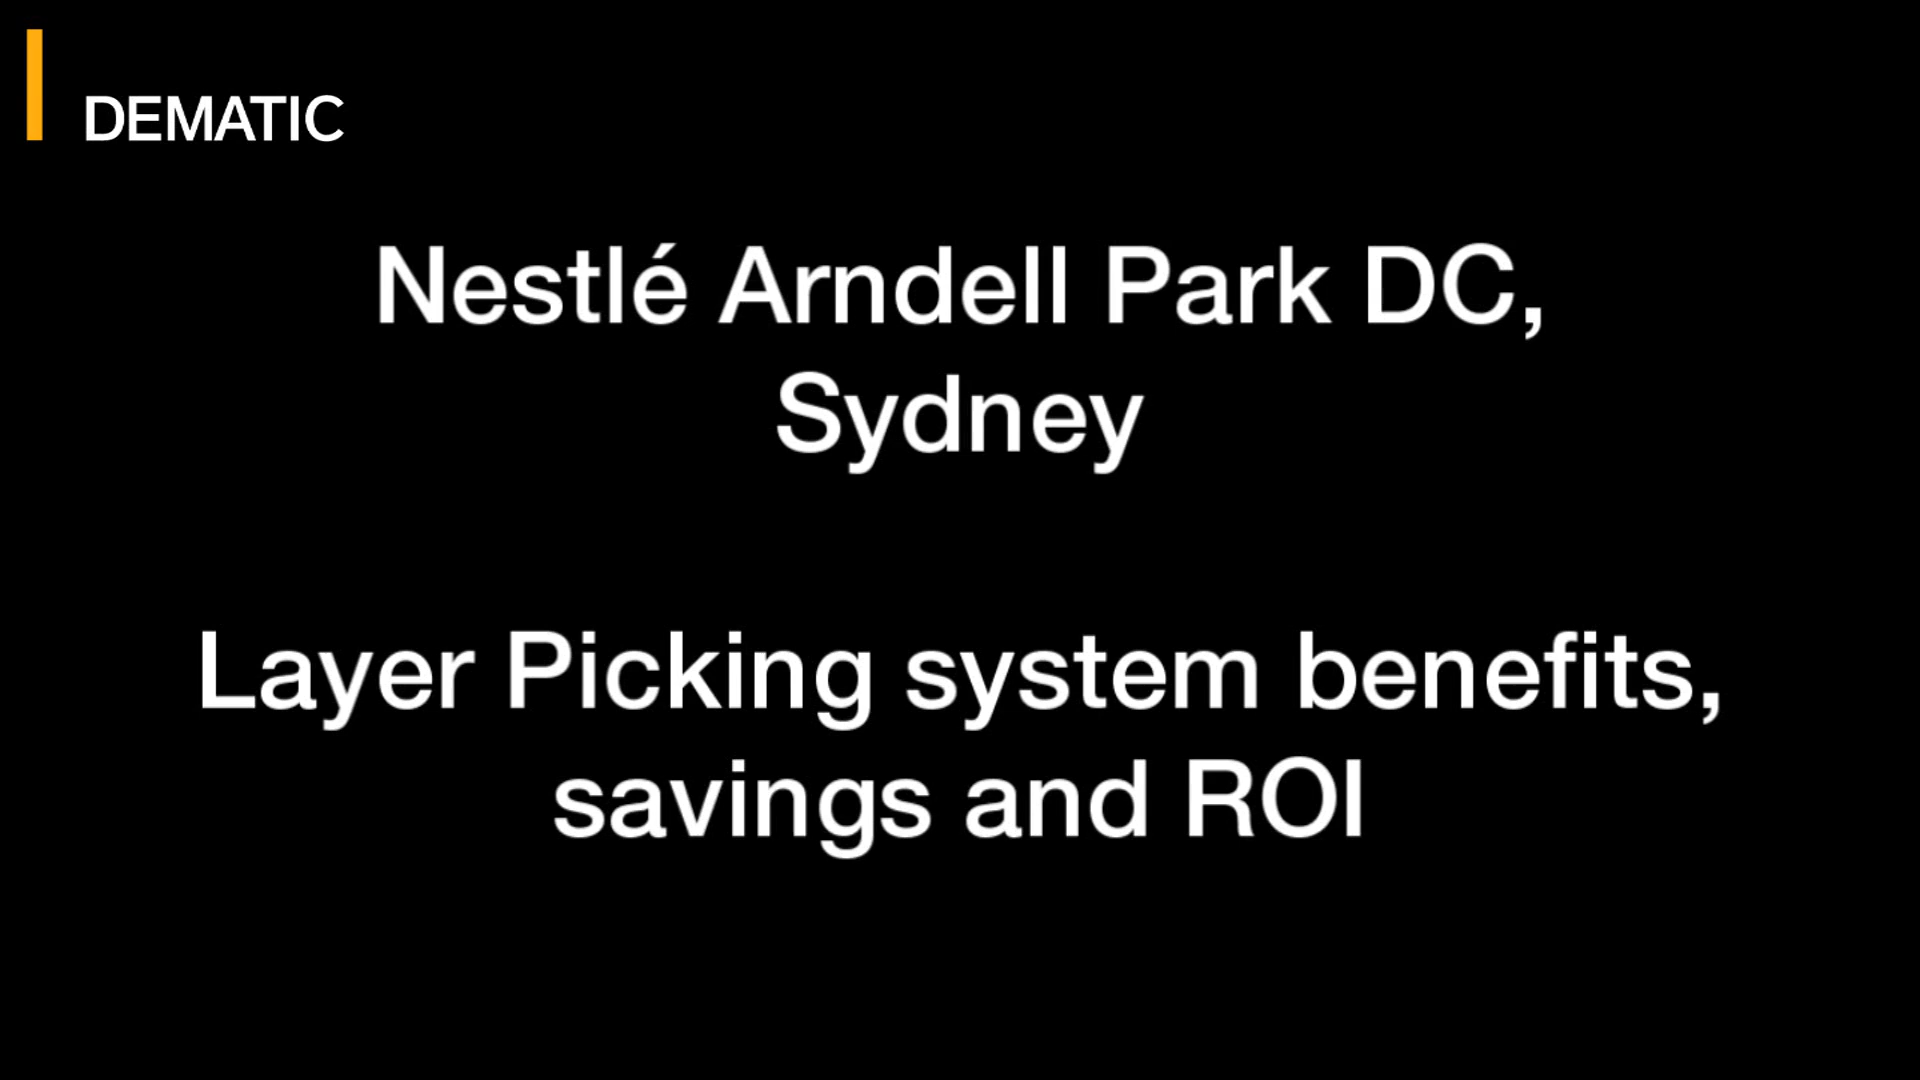 DEMATIC
Nestlé Arndell Park DC,
Sydney
Layer Picking system benefits,
savings and ROI